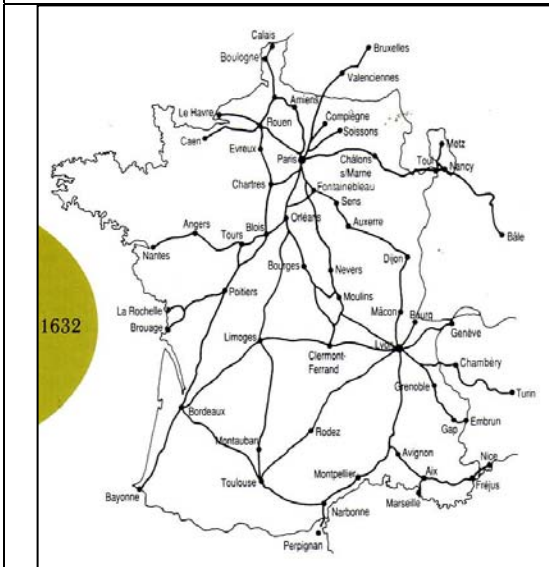 Calais
Bruxelles
Boulogne
Valenciennes
Amiens
Le Havre
Compiègne
Rouen
Soissons
Caen
Evreux
Paris
Châlons
s/Marne
Metz
Toul
Nancy
Chartres
Fontainebleau
Sens
Angers
Blois
Orléans
Auxerre
Tours
Bâle
Nantes
Dijon
Bourges
Nevers
Poitiers
Moulins
La Rochelle
Mâcon
Bourg
1632
Brouage
Limoges
Genève
Clermont-
Ferrand
Lyon
Chambéry
Grenoble
Turin
Bordeaux
Gap
Embrun
Rodez
Montauban
Avignon
Nice
Toulouse
Montpellier
Aix
Bayonne
Marseille
Fréjus
Narbonne
Perpignan